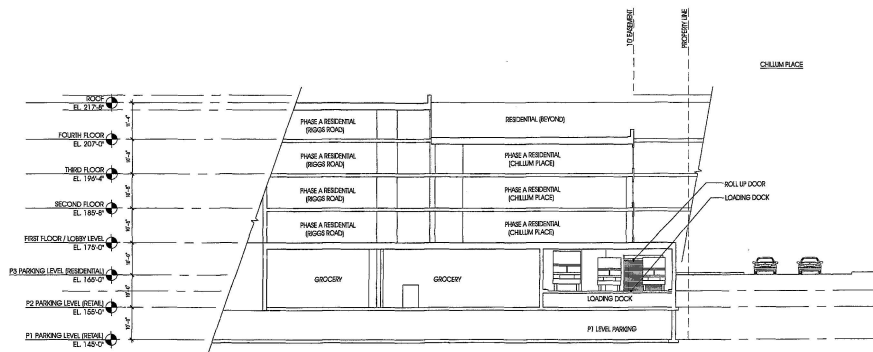 10' EASEMENT
PROPERTY LINE
CHILLUM PLACE
ROOF
EL. 217'-8"
PHASE A RESIDENTIAL
(RIGGS ROAD)
RESIDENTIAL (BEYOND)
FOURTH FLOOR
EL. 207'-0"
PHASE A RESIDENTIAL
(RIGGS ROAD)
PHASE A RESIDENTIAL
(CHILLUM PLACE)
THIRD FLOOR
EL. 196'-4"
PHASE A RESIDENTIAL
(RIGGS ROAD)
PHASE A RESIDENTIAL
(CHILLUM PLACE)
ROLL UP DOOR
LOADING DOCK
SECOND FLOOR
EL. 185'-8"
PHASE A RESIDENTIAL
(RIGGS ROAD)
PHASE A RESIDENTIAL
(CHILLUM PLACE)
FIRST FLOOR / LOBBY LEVEL
EL. 175'-0"
P3 PARKING LEVEL (RESIDENTIAL)
EL. 165'-0"
GROCERY
GROCERY
LOADING DOCK
P2 PARKING LEVEL (RETAIL)
EL. 155'-0"
P1 LEVEL PARKING
P1 PARKING LEVEL (RETAIL)
EL. 145'-0"